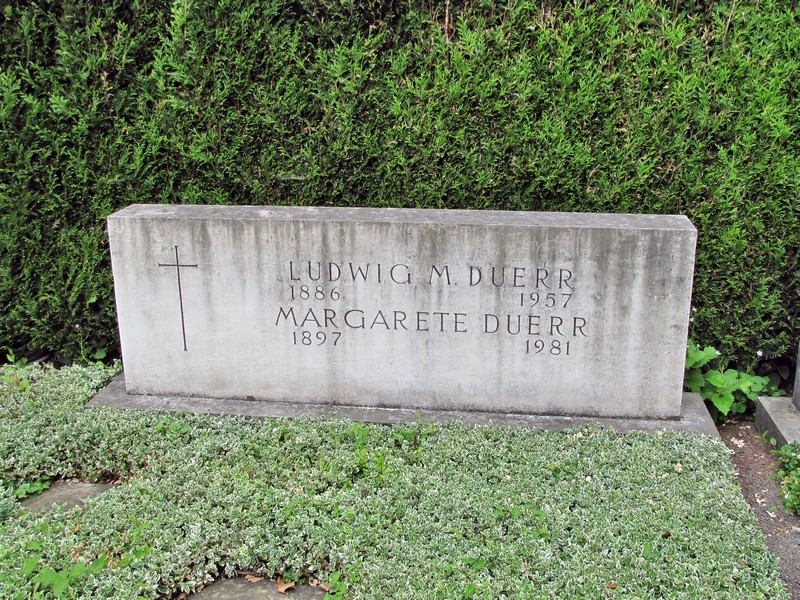 LUDWIG M. DUERR
1886 1957
MARGARETE DUERR
1897 1981